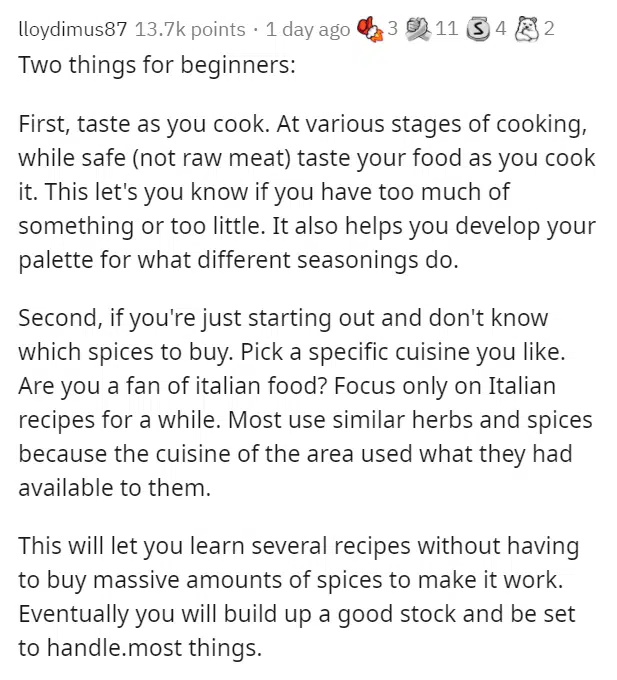 lloydimus87 13.7k points · 1 day ago 3 11 S 4 2
Two things for beginners:
First, taste as you cook. At various stages of cooking,
while safe (not raw meat) taste your food as you cook
it. This let's you know if you have too much of
something or too little. It also helps you develop your
palette for what different seasonings do.
Second, if you're just starting out and don't know
which spices to buy. Pick a specific cuisine you like.
Are you a fan of italian food? Focus only on Italian
recipes for a while. Most use similar herbs and spices
because the cuisine of the area used what they had
available to them.
This will let you learn several recipes without having
to buy massive amounts of spices to make it work.
Eventually you will build up a good stock and be set
to handle.most things.